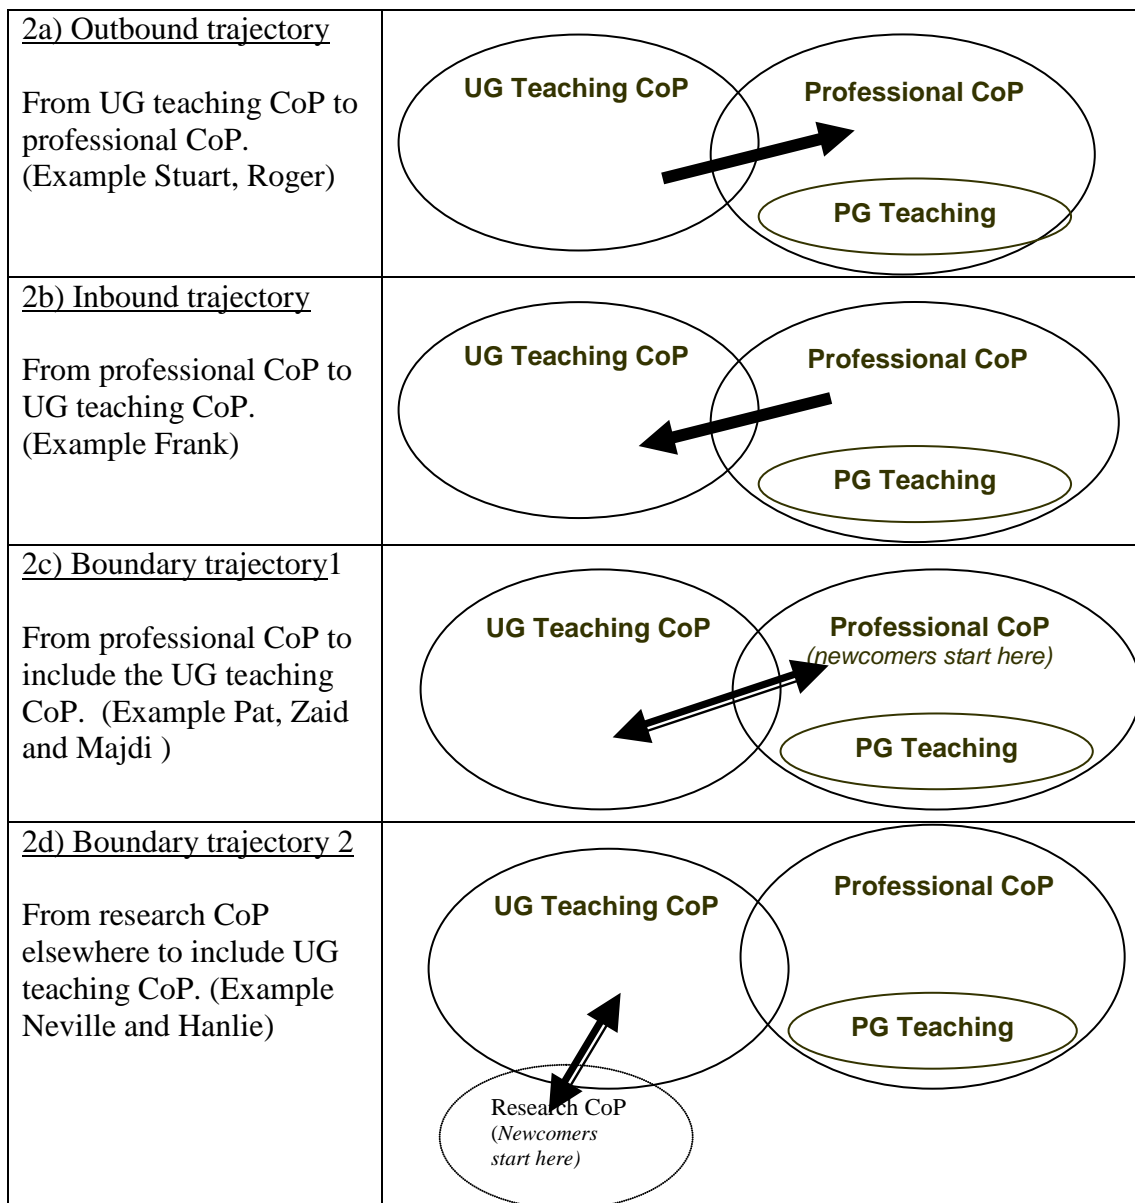 2a) Outbound trajectory
From UG teaching CoP to
professional CoP.
(Example Stuart, Roger)
UG Teaching CoP
Professional CoP
PG Teaching
2b) Inbound trajectory
From professional CoP to
UG teaching CoP.
(Example Frank)
UG Teaching CoP
Professional CoP
PG Teaching
2c) Boundary trajectory1
From professional CoP to
include the UG teaching
CoP.  (Example Pat, Zaid
and Majdi )
UG Teaching CoP
Professional CoP
(newcomers start here)
PG Teaching
2d) Boundary trajectory 2
From research CoP
elsewhere to include UG
teaching CoP. (Example
Neville and Hanlie)
UG Teaching CoP
Professional CoP
PG Teaching
Research CoP
(Newcomers
start here)